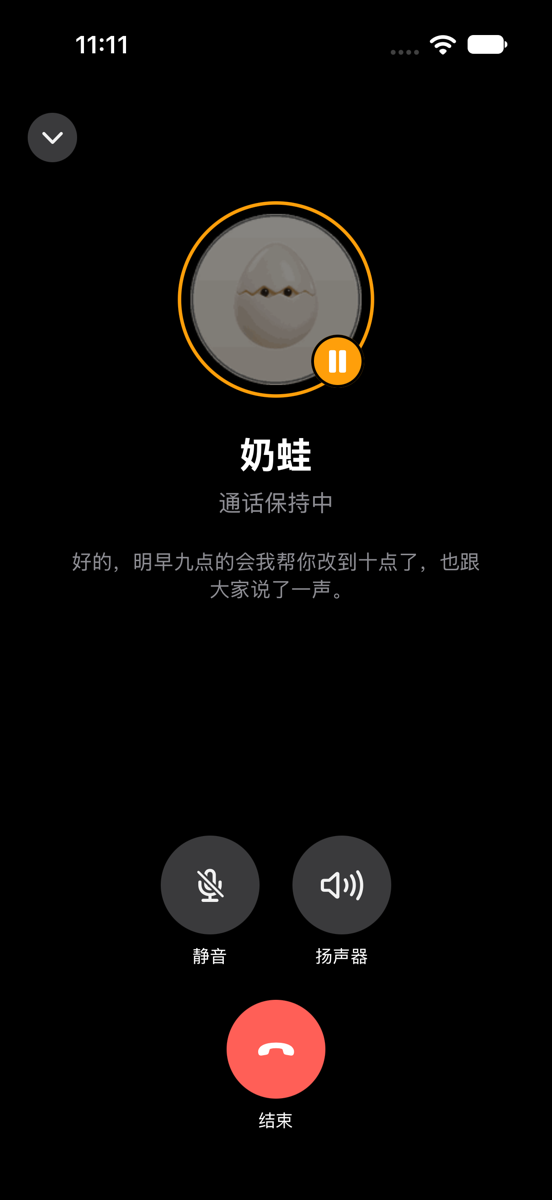 11:11
奶蛙
通话保持中
好的，明早九点的会我帮你改到十点了，也跟
大家说了一声。
静音
扬声器
结束